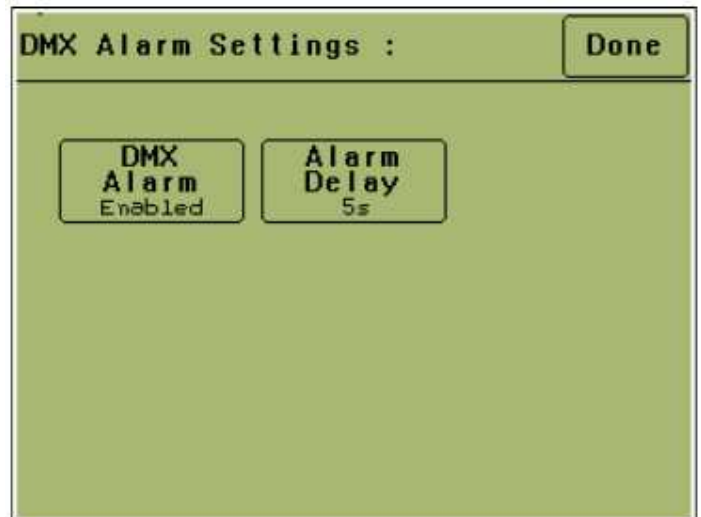 DMX Alarm Settings :
Done
DMX
Alarm
Enabled
Alarm
Delay
5s